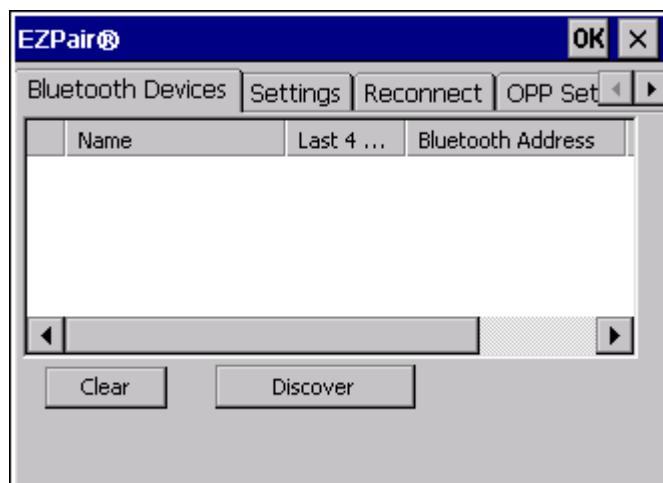 EZPair® OK ×
Bluetooth Devices Settings Reconnect OPP Set
Name Last 4 ... Bluetooth Address
Clear Discover